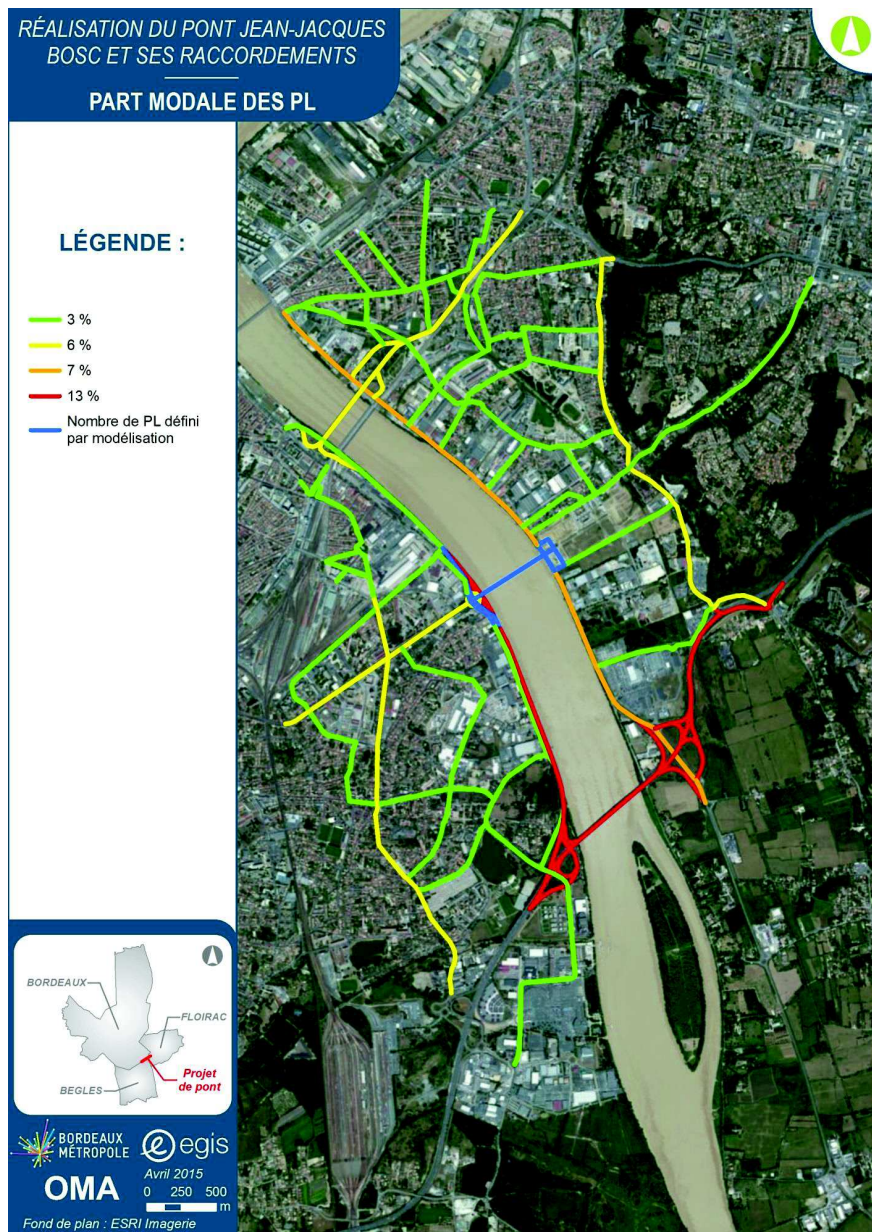 RÉALISATION DU PONT JEAN-JACQUES
BOSC ET SES RACCORDEMENTS
PART MODALE DES PL
LÉGENDE :
3 %
6 %
7 %
13 %
Nombre de PL défini
par modélisation
BORDEAUX
FLOIRAC
BEGLES
Projet
de pont
BORDEAUX
MÉTROPOLE
egis
Avril 2015
OMA
0 250 500
m
Fond de plan : ESRI Imagerie